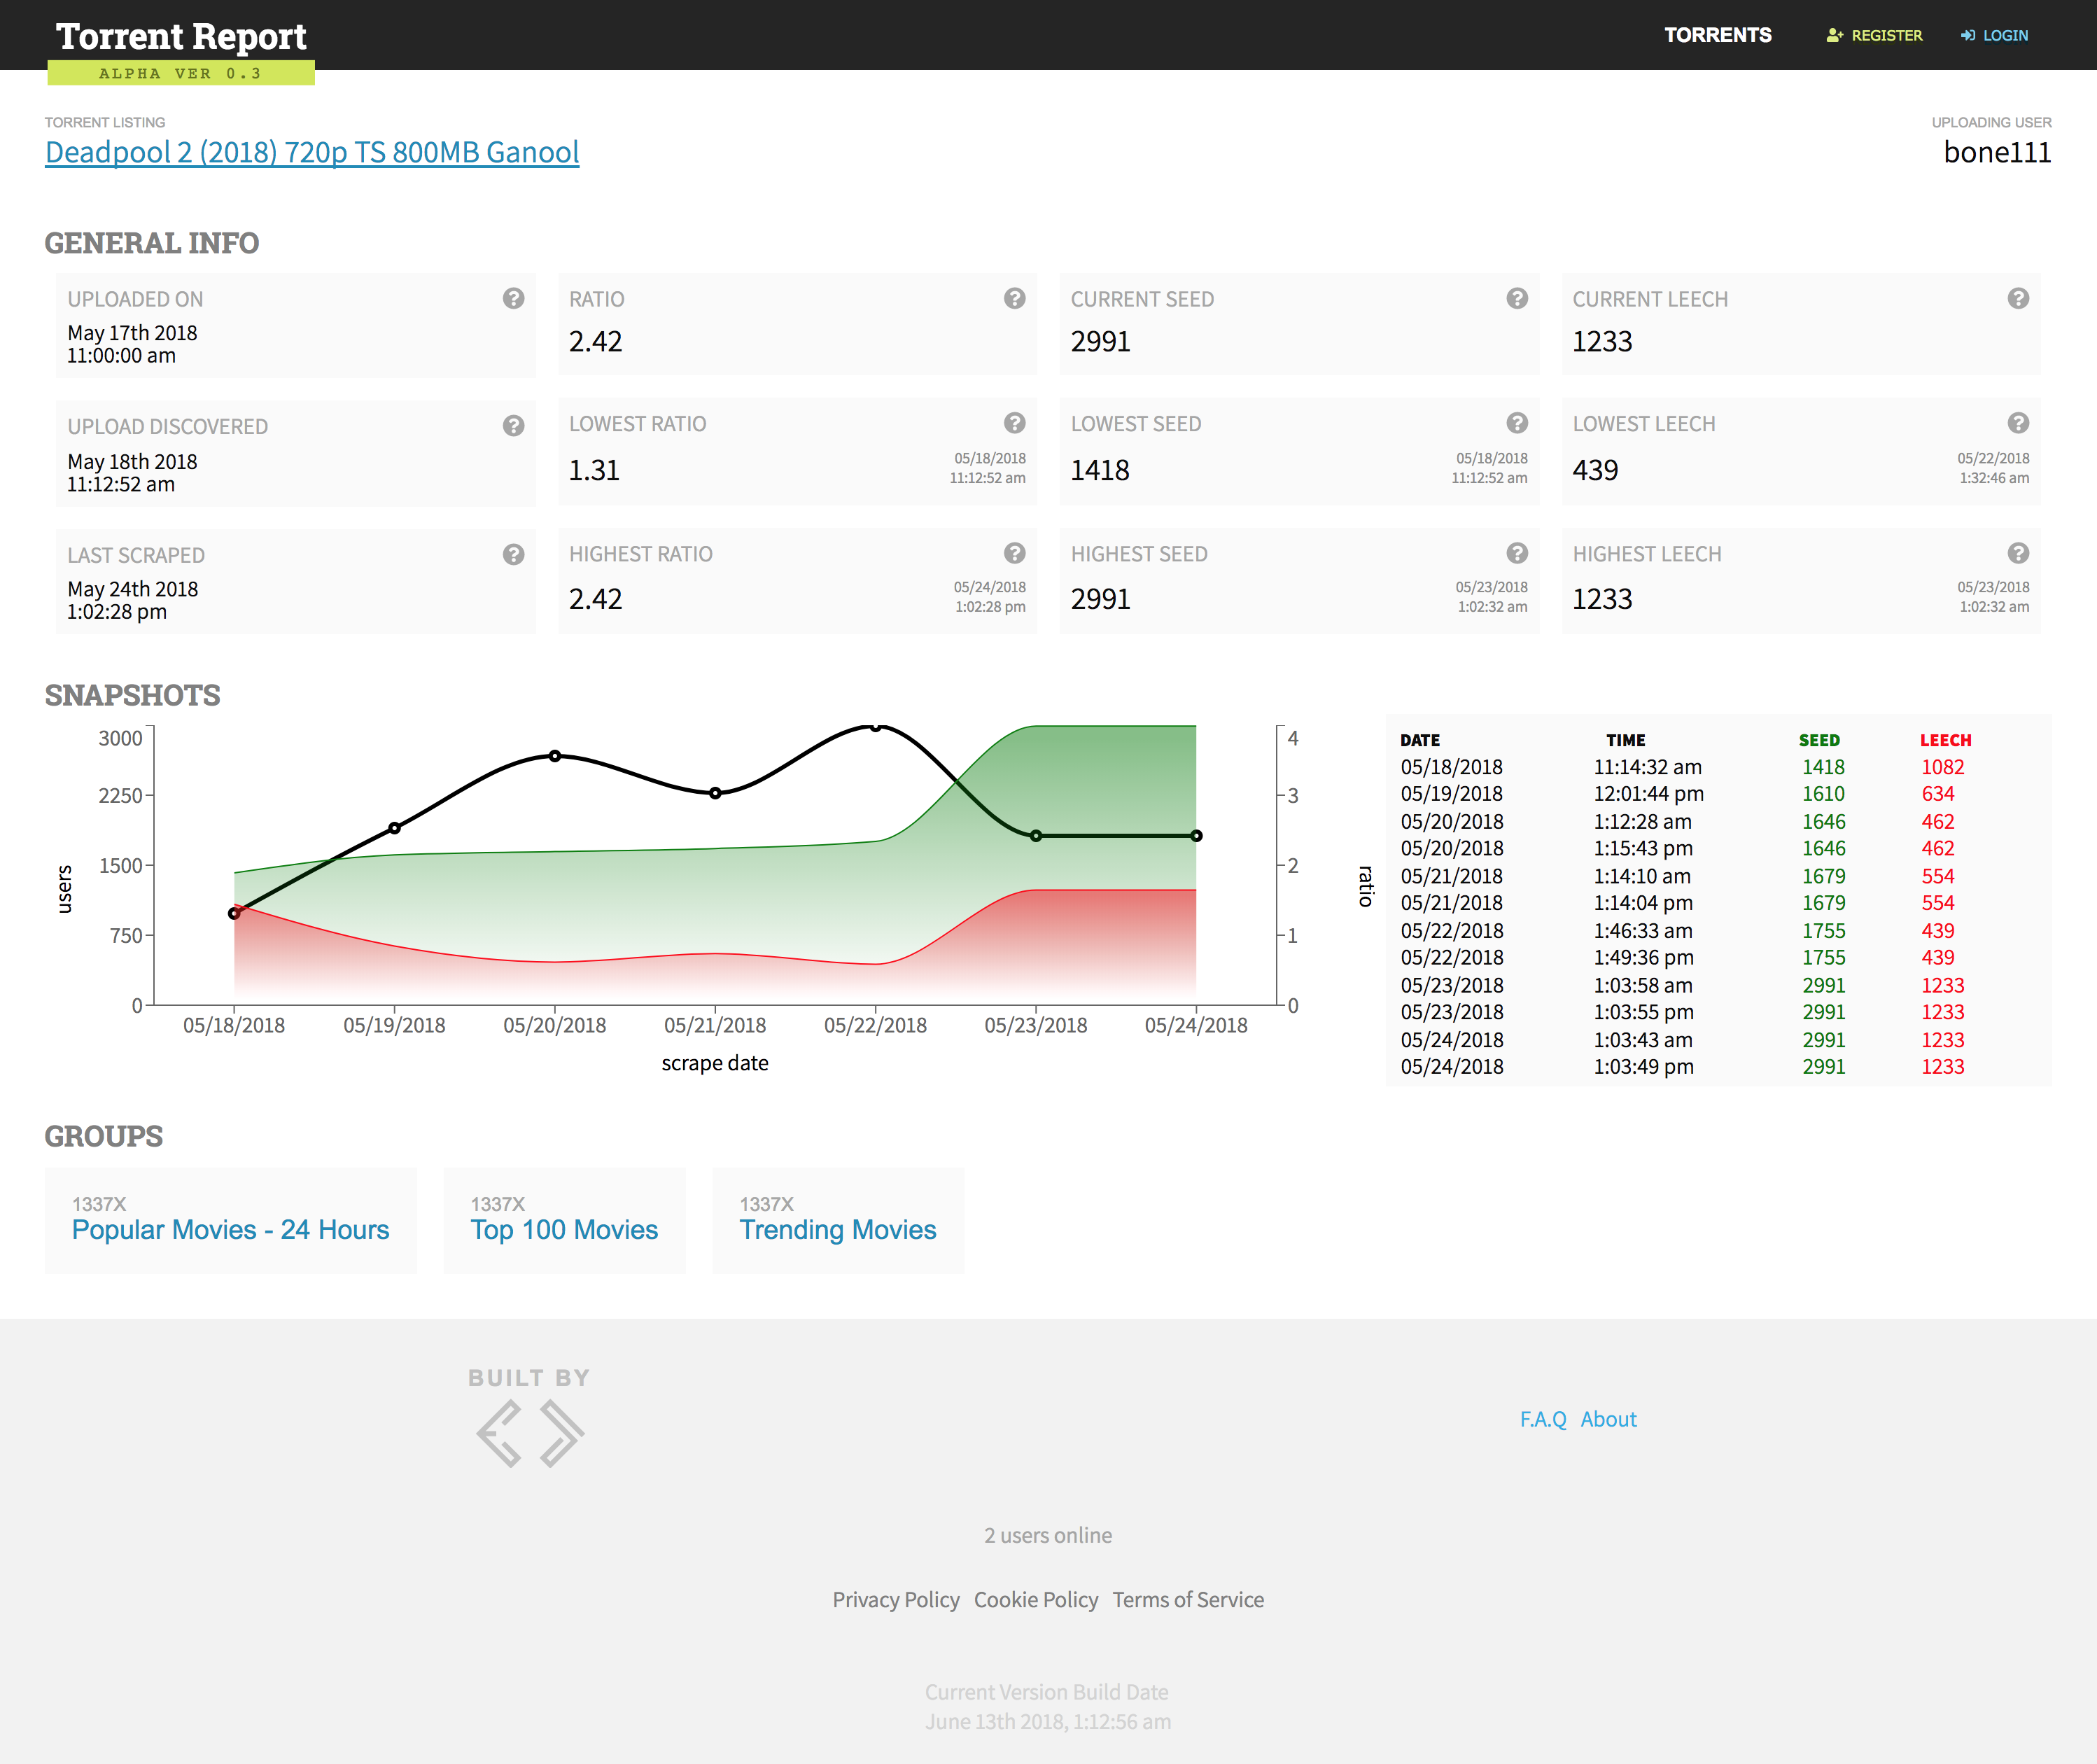 Torrent Report
ALPHA VER 0.3
TORRENTS
REGISTER
LOGIN
TORRENT LISTING
Deadpool 2 (2018) 720p TS 800MB Ganool
UPLOADING USER
bone111
GENERAL INFO
UPLOADED ON
May 17th 2018
11:00:00 am
RATIO
2.42
CURRENT SEED
2991
CURRENT LEECH
1233
UPLOAD DISCOVERED
May 18th 2018
11:12:52 am
LOWEST RATIO
1.31
05/18/2018
11:12:52 am
LOWEST SEED
1418
05/18/2018
11:12:52 am
LOWEST LEECH
439
05/22/2018
1:32:46 am
LAST SCRAPED
May 24th 2018
1:02:28 pm
HIGHEST RATIO
2.42
05/24/2018
1:02:28 pm
HIGHEST SEED
2991
05/23/2018
1:02:32 am
HIGHEST LEECH
1233
05/23/2018
1:02:32 am
SNAPSHOTS
users
3000
2250
1500
750
0
4
3
2
1
0
ratio
05/18/2018 05/19/2018 05/20/2018 05/21/2018 05/22/2018 05/23/2018 05/24/2018
scrape date
DATE TIME SEED LEECH
05/18/2018 11:14:32 am 1418 1082
05/19/2018 12:01:44 pm 1610 634
05/20/2018 1:12:28 am 1646 462
05/20/2018 1:15:43 pm 1646 462
05/21/2018 1:14:10 am 1679 554
05/21/2018 1:14:04 pm 1679 554
05/22/2018 1:46:33 am 1755 439
05/22/2018 1:49:36 pm 1755 439
05/23/2018 1:03:58 am 2991 1233
05/23/2018 1:03:55 pm 2991 1233
05/24/2018 1:03:43 am 2991 1233
05/24/2018 1:03:49 pm 2991 1233
GROUPS
1337X
Popular Movies - 24 Hours
1337X
Top 100 Movies
1337X
Trending Movies
BUILT BY
F.A.Q About
2 users online
Privacy Policy Cookie Policy Terms of Service
Current Version Build Date
June 13th 2018, 1:12:56 am